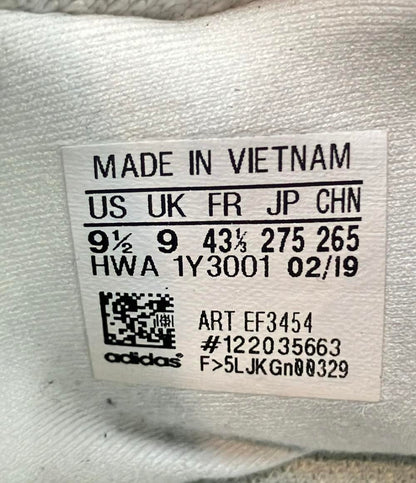 MADE IN VIETNAM
US UK FR JP CHN
9½ 9 43⅓ 275 265
HWA 1Y3001 02/19
ART EF3454
#122035663
adidas F>5LJKGn00329